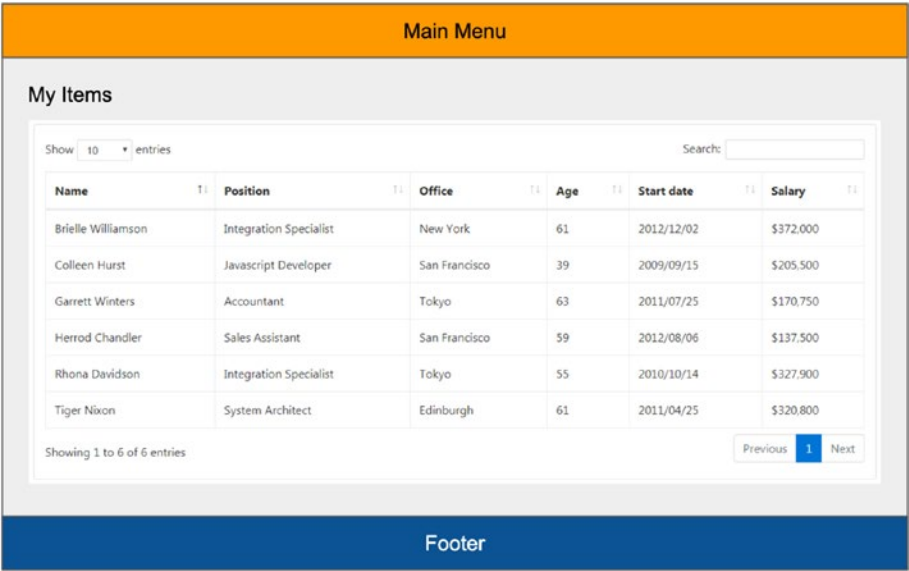 Main Menu
My Items
Show 10 entries Search:
Name Position Office Age Start date Salary
Brielle Williamson Integration Specialist New York 61 2012/12/02 $372,000
Colleen Hurst Javascript Developer San Francisco 39 2009/09/15 $205,500
Garrett Winters Accountant Tokyo 63 2011/07/25 $170,750
Herrod Chandler Sales Assistant San Francisco 59 2012/08/06 $137,500
Rhona Davidson Integration Specialist Tokyo 55 2010/10/14 $327,900
Tiger Nixon System Architect Edinburgh 61 2011/04/25 $320,800
Showing 1 to 6 of 6 entries Previous 1 Next
Footer